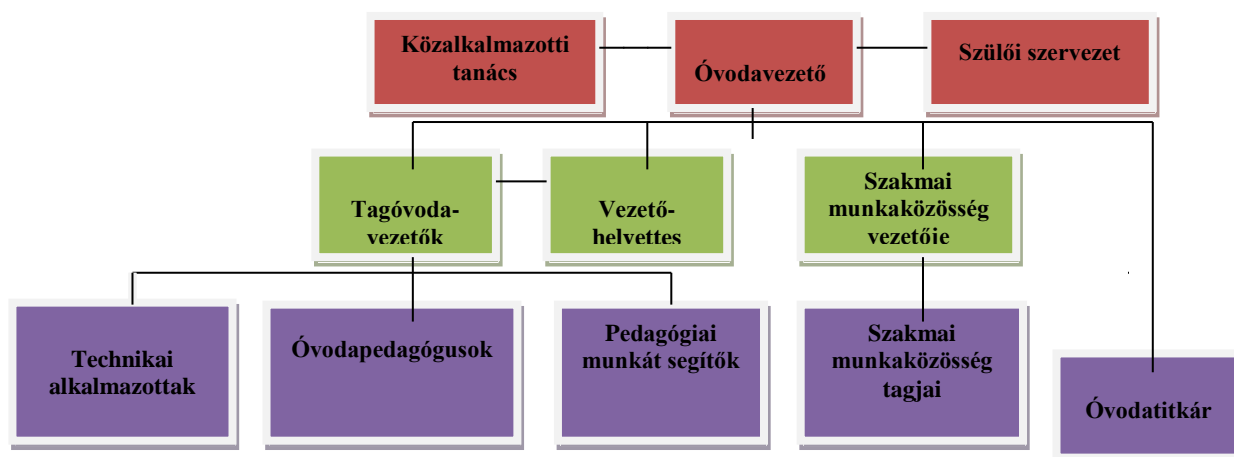 Közalkalmazotti
tanács
Óvodavezető
Szülői szervezet
Tagóvoda-
vezetők
Vezető-
helyettes
Szakmai
munkaközösség
vezetője
Technikai
alkalmazottak
Óvodapedagógusok
Pedagógiai
munkát segítők
Szakmai
munkaközösség
tagjai
Óvodatitkár